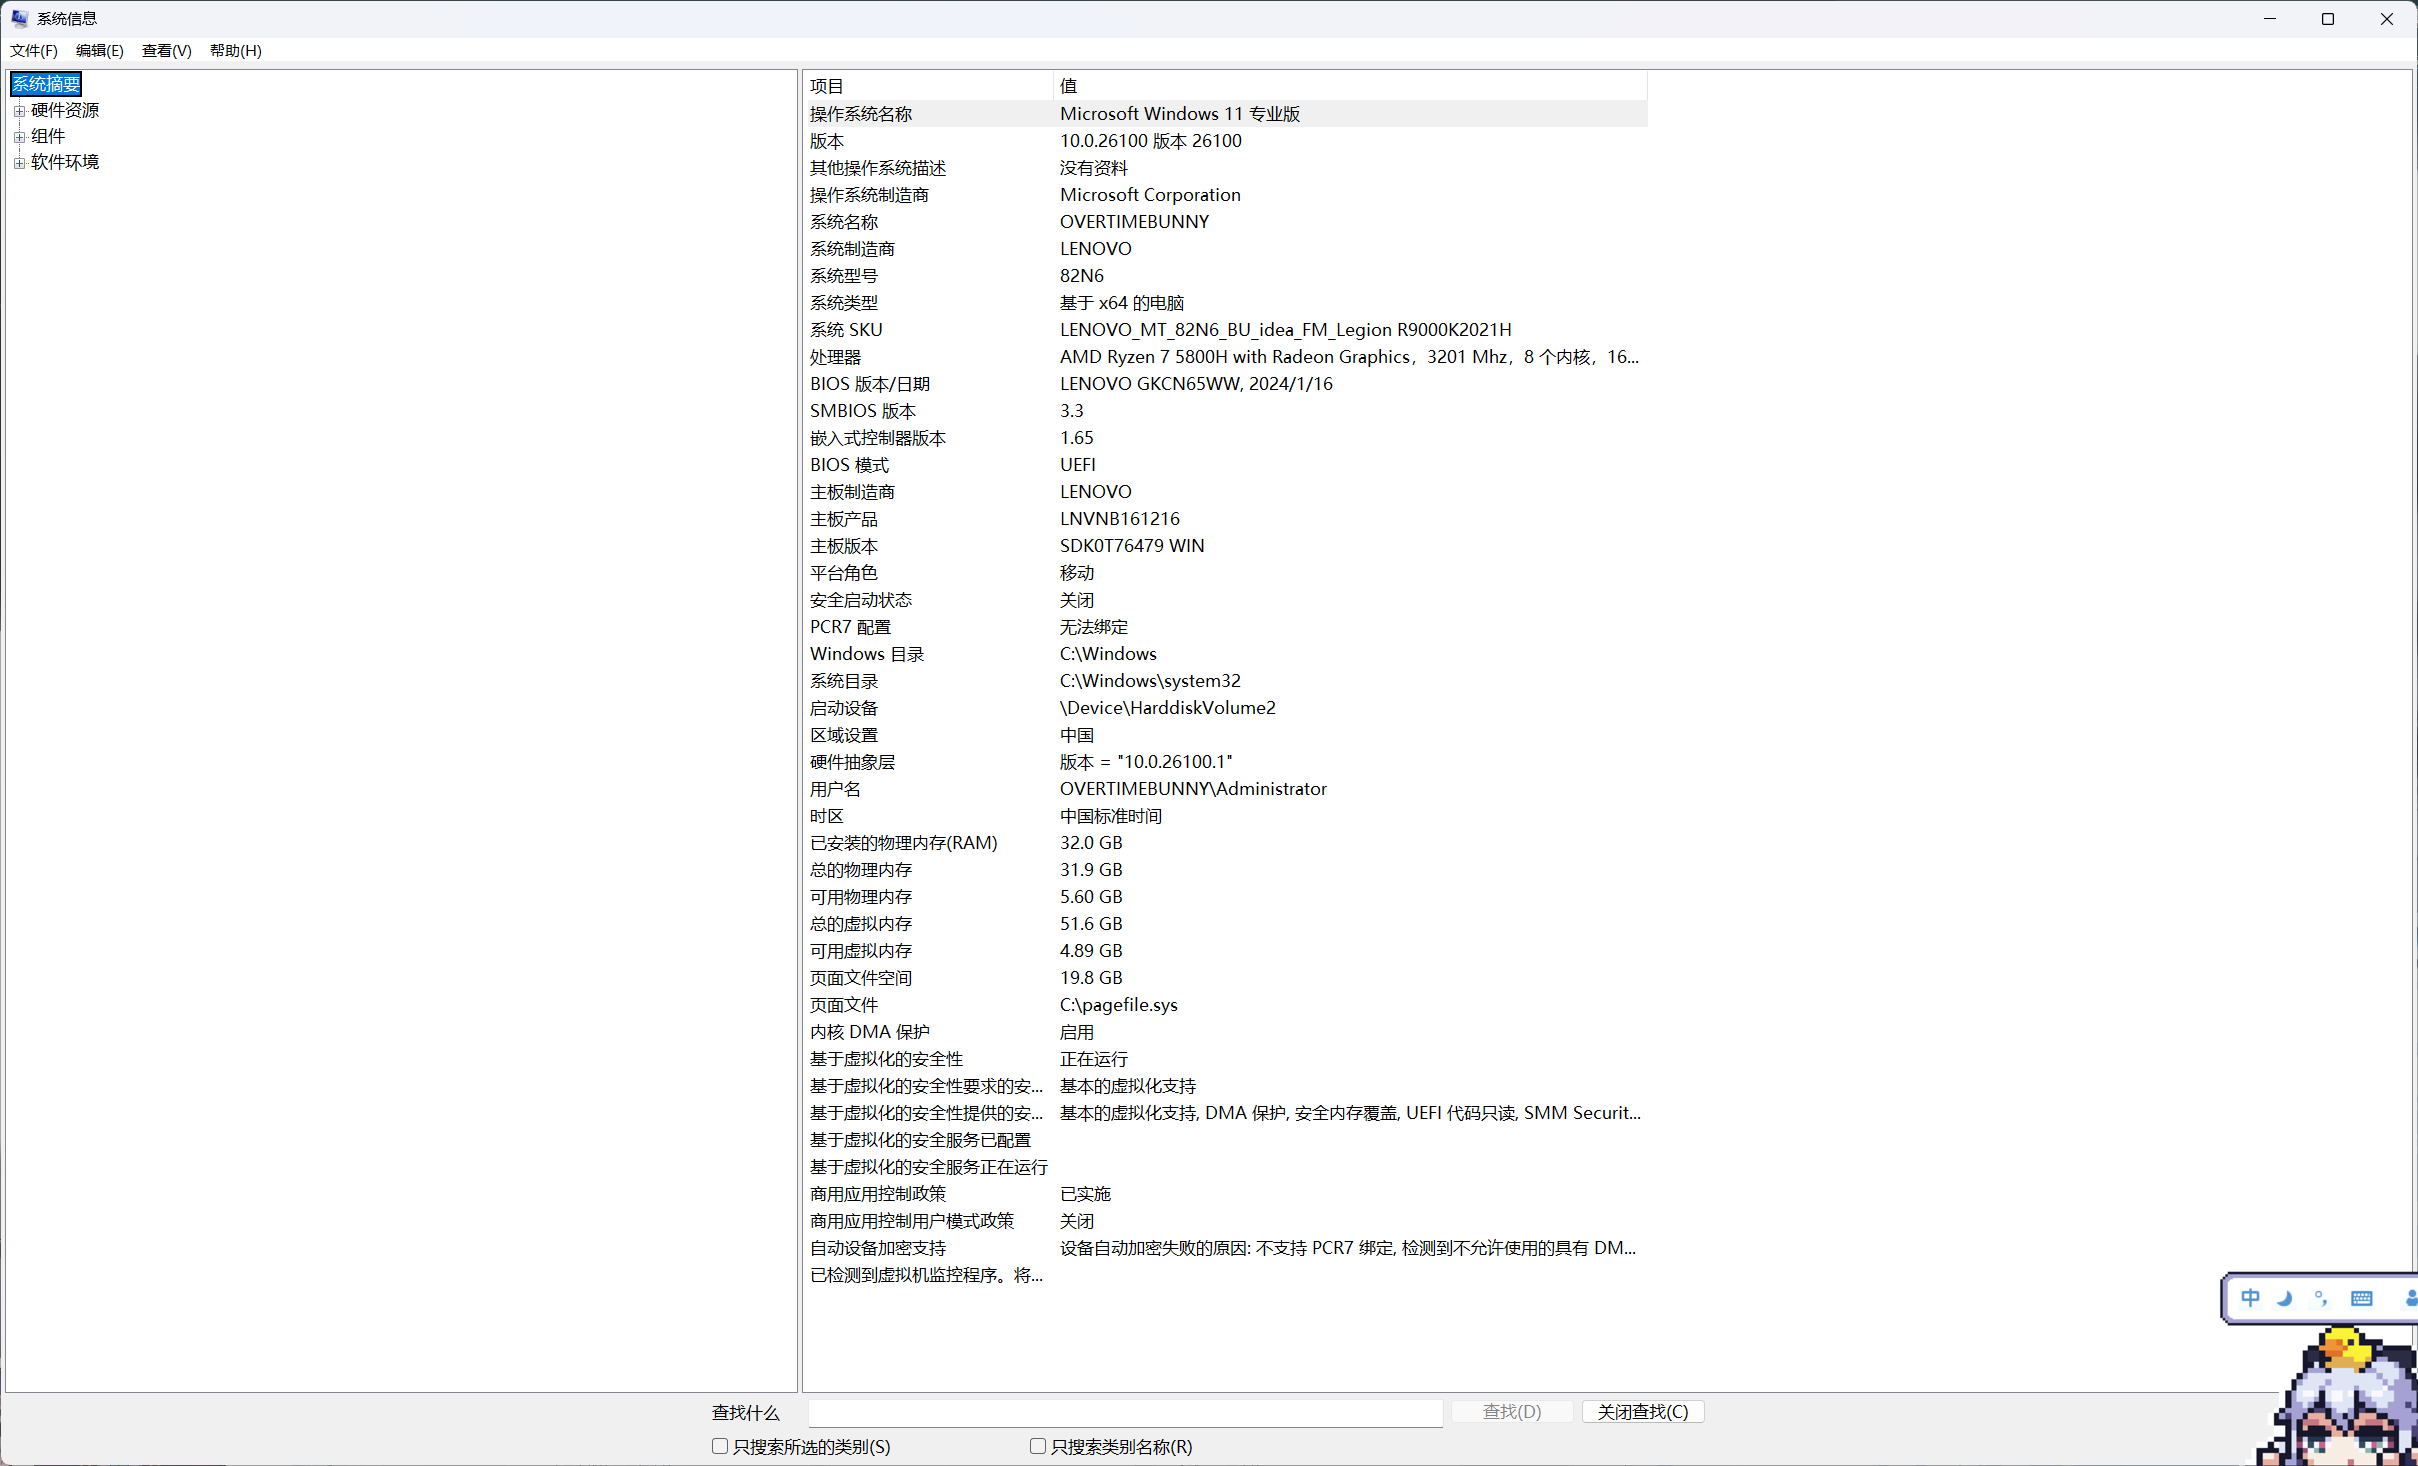 系统信息
文件(F) 编辑(E) 查看(V) 帮助(H)
系统摘要
硬件资源
组件
软件环境
项目 值
操作系统名称 Microsoft Windows 11 专业版
版本 10.0.26100 版本 26100
其他操作系统描述 没有资料
操作系统制造商 Microsoft Corporation
系统名称 OVERTIMEBUNNY
系统制造商 LENOVO
系统型号 82N6
系统类型 基于 x64 的电脑
系统 SKU LENOVO_MT_82N6_BU_idea_FM_Legion R9000K2021H
处理器 AMD Ryzen 7 5800H with Radeon Graphics，3201 Mhz，8 个内核，16...
BIOS 版本/日期 LENOVO GKCN65WW, 2024/1/16
SMBIOS 版本 3.3
嵌入式控制器版本 1.65
BIOS 模式 UEFI
主板制造商 LENOVO
主板产品 LNVNB161216
主板版本 SDK0T76479 WIN
平台角色 移动
安全启动状态 关闭
PCR7 配置 无法绑定
Windows 目录 C:\Windows
系统目录 C:\Windows\system32
启动设备 \Device\HarddiskVolume2
区域设置 中国
硬件抽象层 版本 = "10.0.26100.1"
用户名 OVERTIMEBUNNY\Administrator
时区 中国标准时间
已安装的物理内存(RAM) 32.0 GB
总的物理内存 31.9 GB
可用物理内存 5.60 GB
总的虚拟内存 51.6 GB
可用虚拟内存 4.89 GB
页面文件空间 19.8 GB
页面文件 C:\pagefile.sys
内核 DMA 保护 启用
基于虚拟化的安全性 正在运行
基于虚拟化的安全性要求的安... 基本的虚拟化支持
基于虚拟化的安全性提供的安... 基本的虚拟化支持, DMA 保护, 安全内存覆盖, UEFI 代码只读, SMM Securit...
基于虚拟化的安全服务已配置
基于虚拟化的安全服务正在运行
商用应用控制政策 已实施
商用应用控制用户模式政策 关闭
自动设备加密支持 设备自动加密失败的原因: 不支持 PCR7 绑定, 检测到不允许使用的具有 DM...
已检测到虚拟机监控程序。将...
中
查找什么 查找(D) 关闭查找(C)
只搜索所选的类别(S) 只搜索类别名称(R)